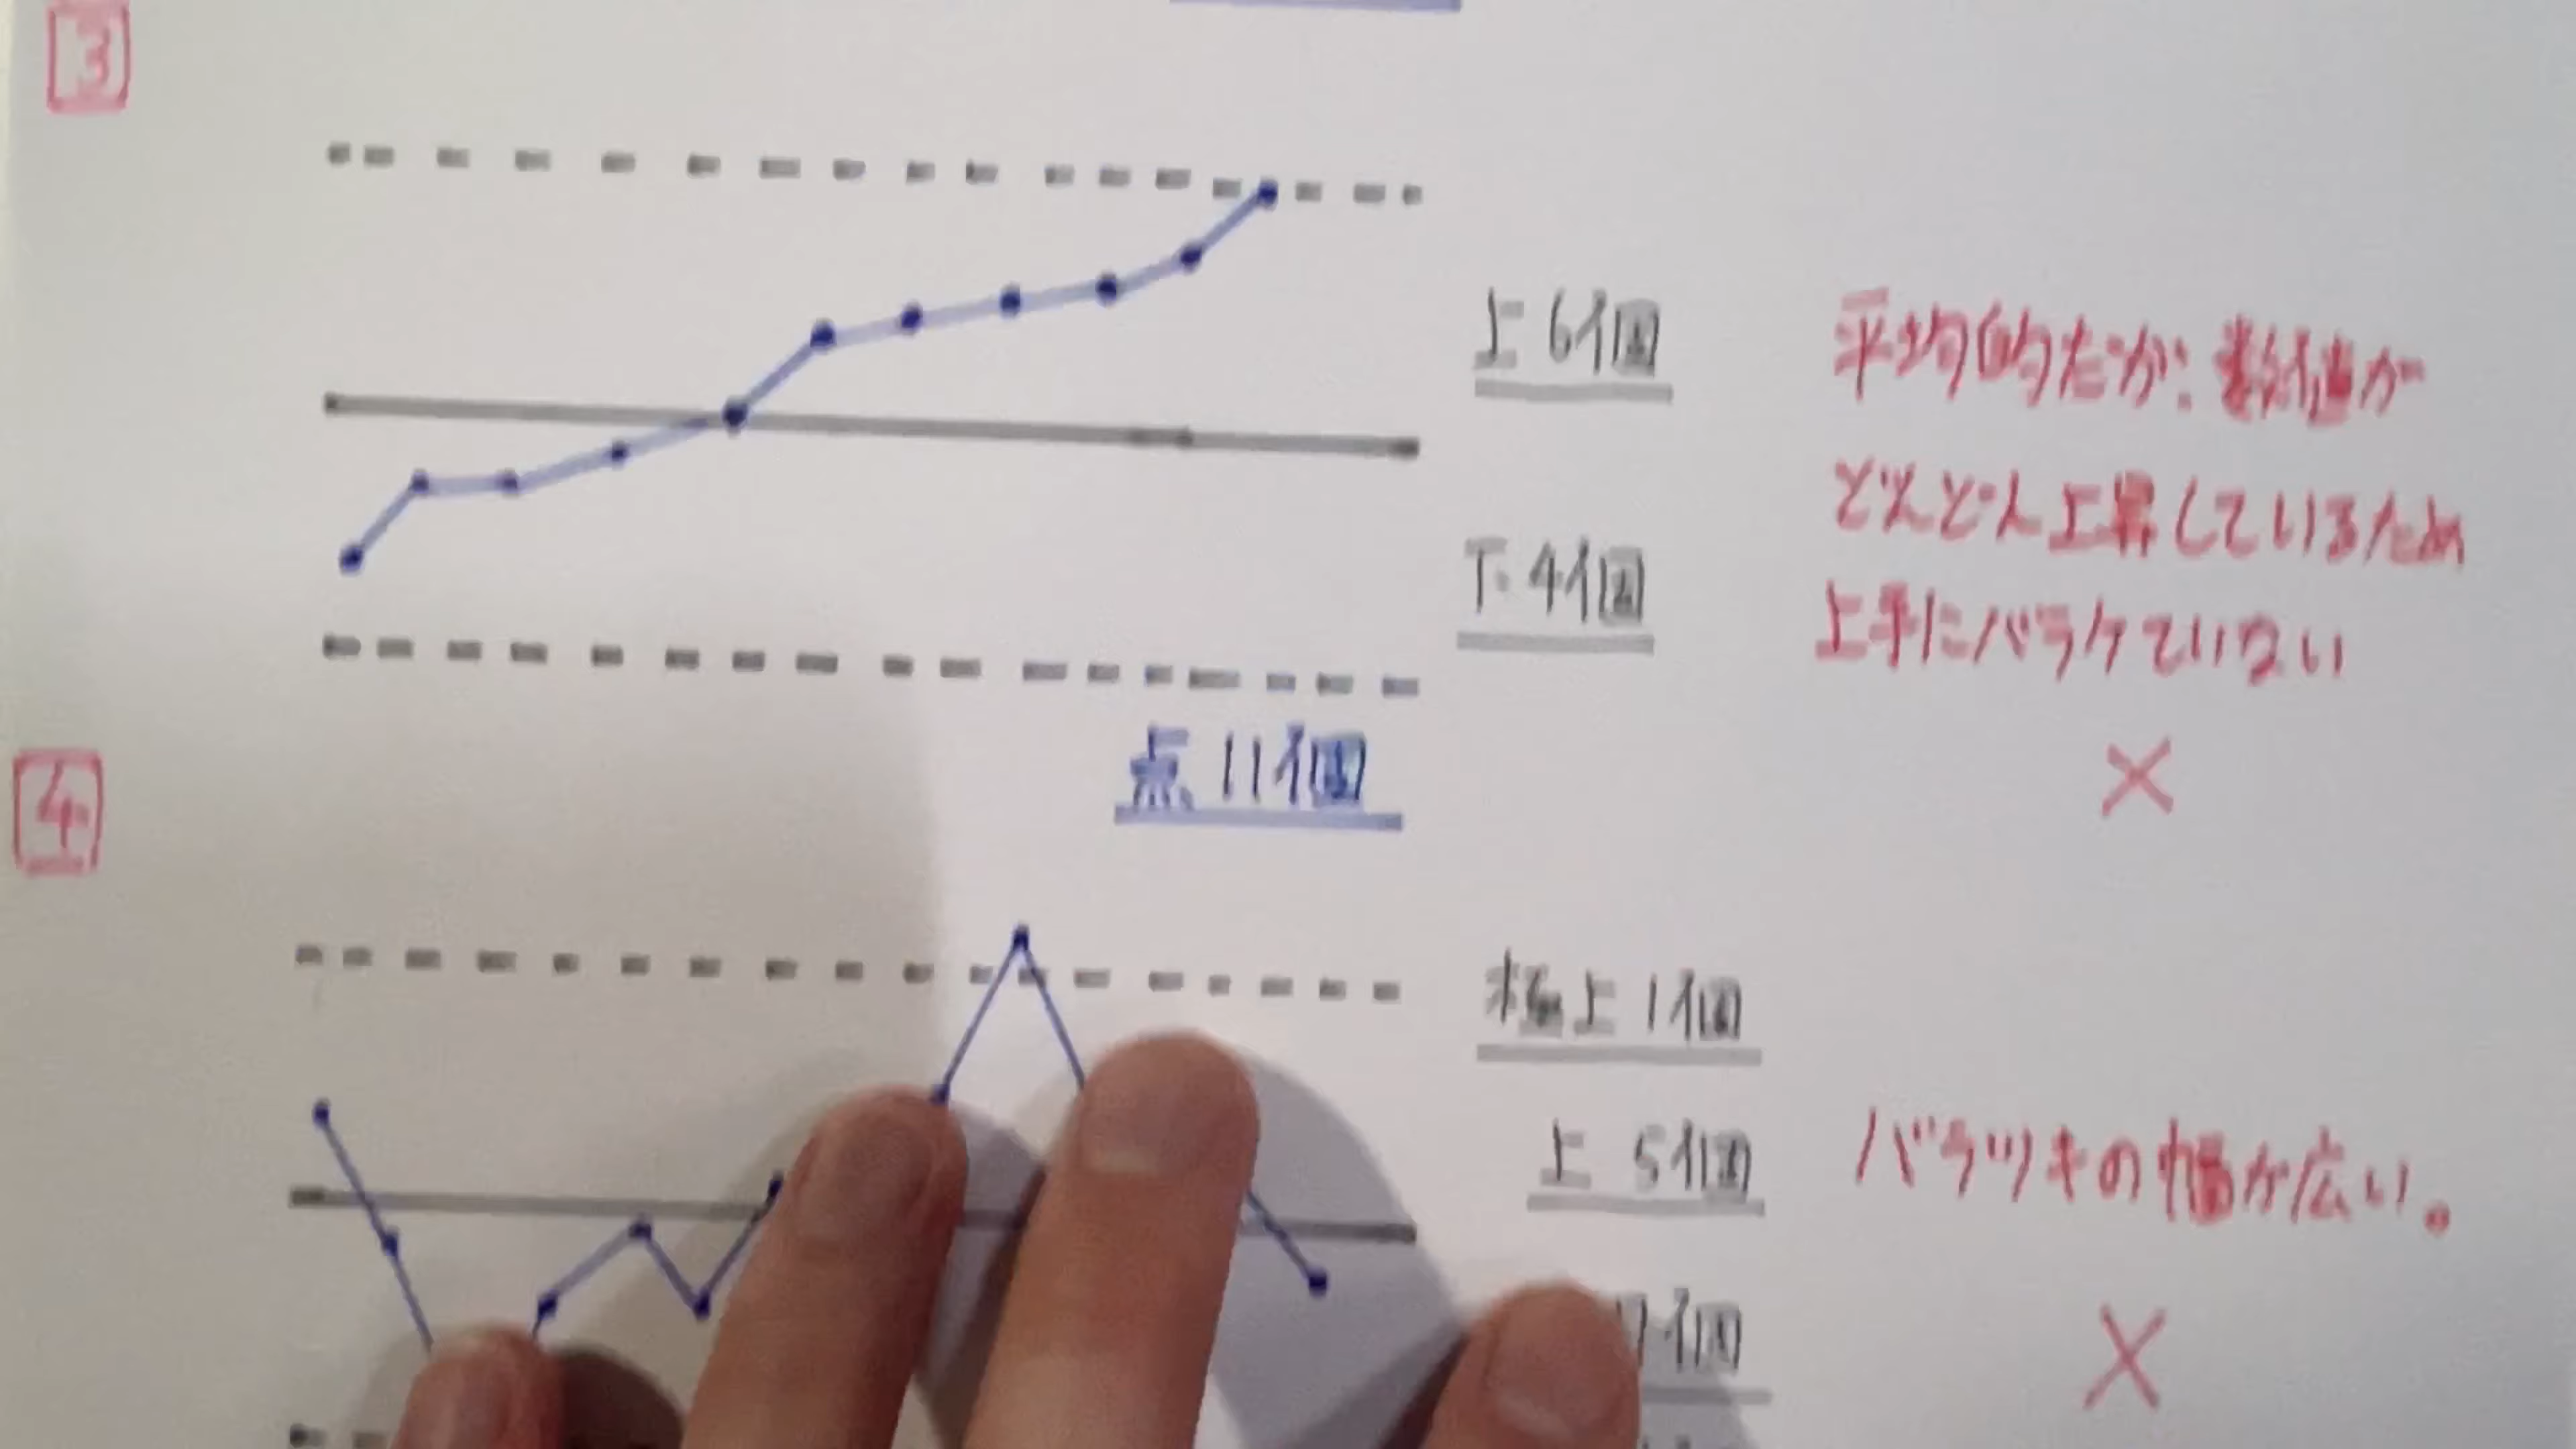 3
上 6個
平均的だが、数値が
どんどん上昇しているため
下 4個
上手にバラケていない
×
点 11個
4
極上 1個
上 5個
バラツキの幅が広い。
個
×